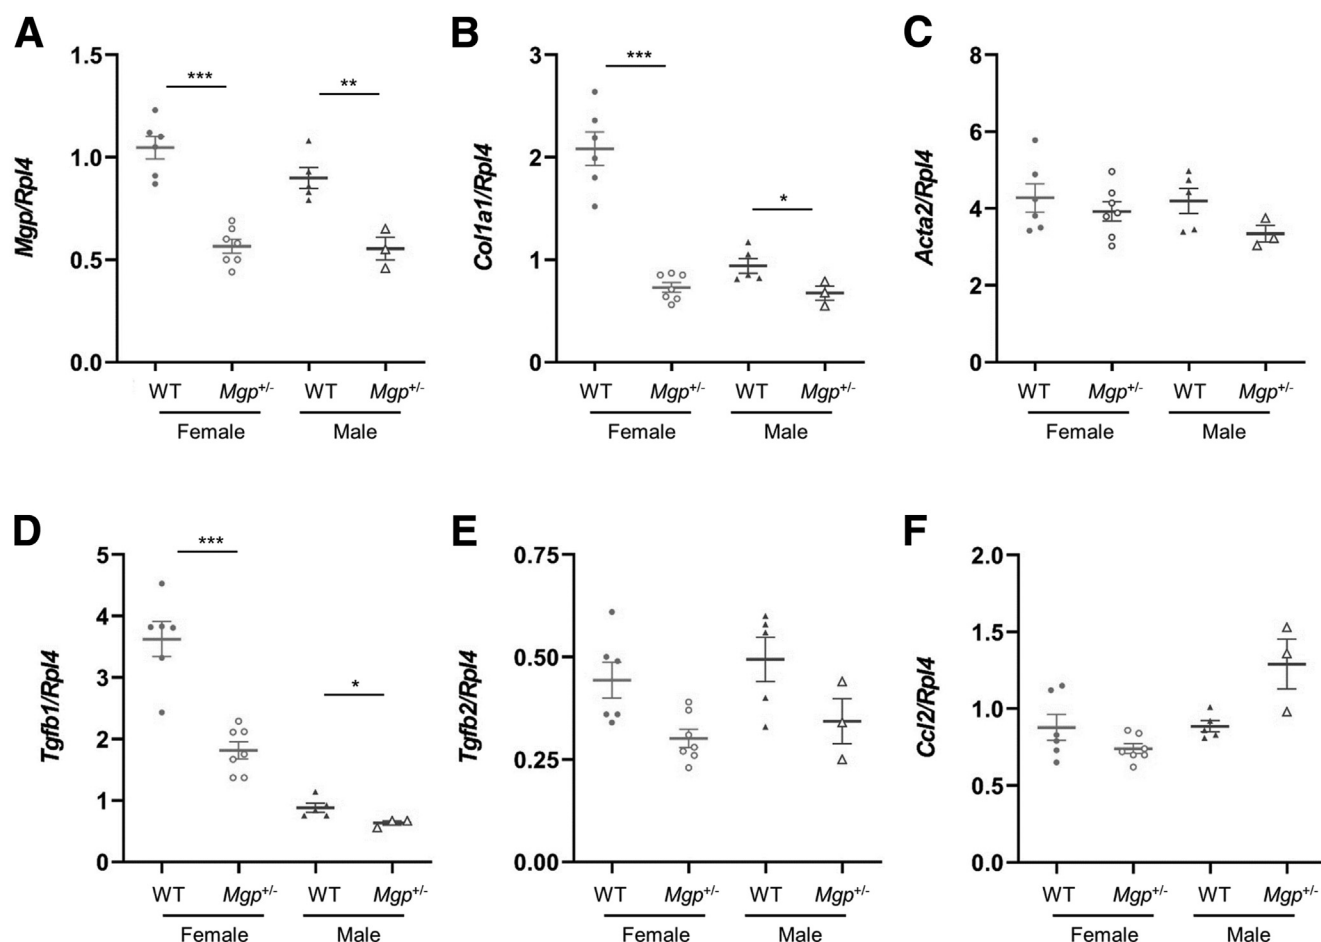 A
Mgp/Rpl4
1.5
1.0
0.5
0.0
***
**
WT
Mgp+/-
WT
Mgp+/-
Female
Male
B
Col1a1/Rpl4
3
2
1
0
***
*
WT
Mgp+/-
WT
Mgp+/-
Female
Male
C
Acta2/Rpl4
8
6
4
2
0
WT
Mgp+/-
WT
Mgp+/-
Female
Male
D
Tgfb1/Rpl4
5
4
3
2
1
0
***
*
WT
Mgp+/-
WT
Mgp+/-
Female
Male
E
Tgfb2/Rpl4
0.75
0.50
0.25
0.00
WT
Mgp+/-
WT
Mgp+/-
Female
Male
F
Ccl2/Rpl4
2.0
1.5
1.0
0.5
0.0
WT
Mgp+/-
WT
Mgp+/-
Female
Male